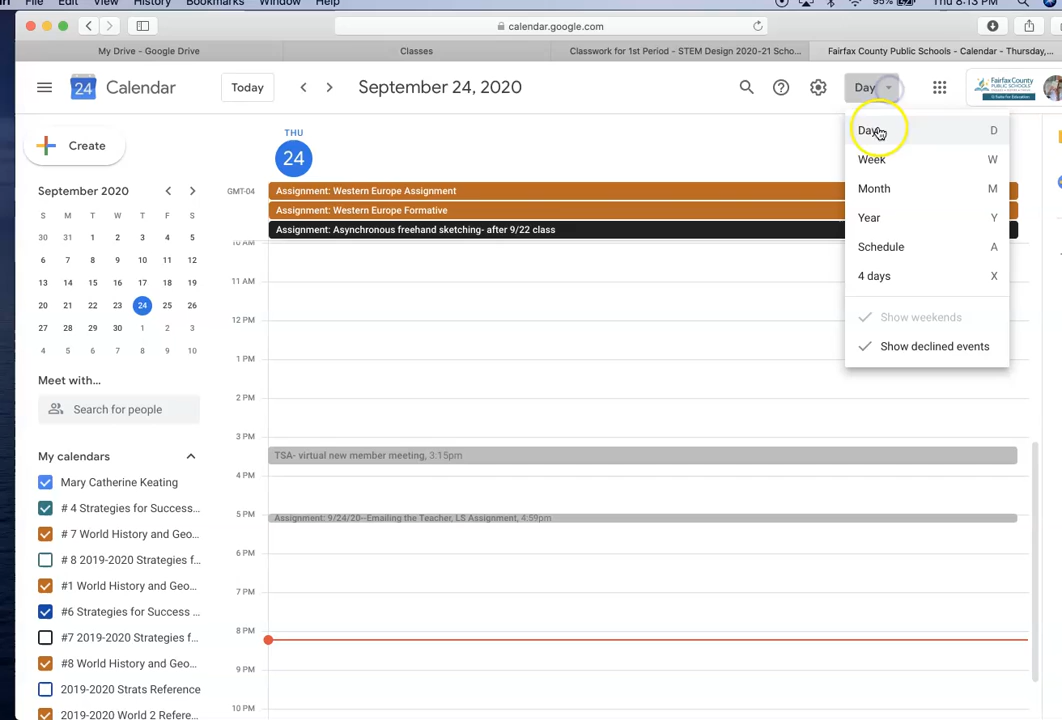 File Edit View History Bookmarks Window Help
95% Thu 8:13 PM
calendar.google.com
My Drive - Google Drive
Classes
Classwork for 1st Period - STEM Design 2020-21 Scho...
Fairfax County Public Schools - Calendar - Thursday,...
24 Calendar
Today
September 24, 2020
Day
Fairfax County
PUBLIC SCHOOLS
Create
September 2020
S M T W T F S
30 31 1 2 3 4 5
6 7 8 9 10 11 12
13 14 15 16 17 18 19
20 21 22 23 24 25 26
27 28 29 30 1 2 3
4 5 6 7 8 9 10
Meet with...
Search for people
My calendars
Mary Catherine Keating
# 4 Strategies for Success...
# 7 World History and Geo...
# 8 2019-2020 Strategies f...
#1 World History and Geo...
#6 Strategies for Success ...
#7 2019-2020 Strategies f...
#8 World History and Geo...
2019-2020 Strats Reference
2019-2020 World 2 Refere...
THU
24
GMT-04
Assignment: Western Europe Assignment
Assignment: Western Europe Formative
Assignment: Asynchronous freehand sketching- after 9/22 class
10 AM
11 AM
12 PM
1 PM
2 PM
3 PM
TSA- virtual new member meeting, 3:15pm
4 PM
5 PM
Assignment: 9/24/20--Emailing the Teacher, LS Assignment, 4:59pm
6 PM
7 PM
8 PM
9 PM
10 PM
Day D
Week W
Month M
Year Y
Schedule A
4 days X
Show weekends
Show declined events